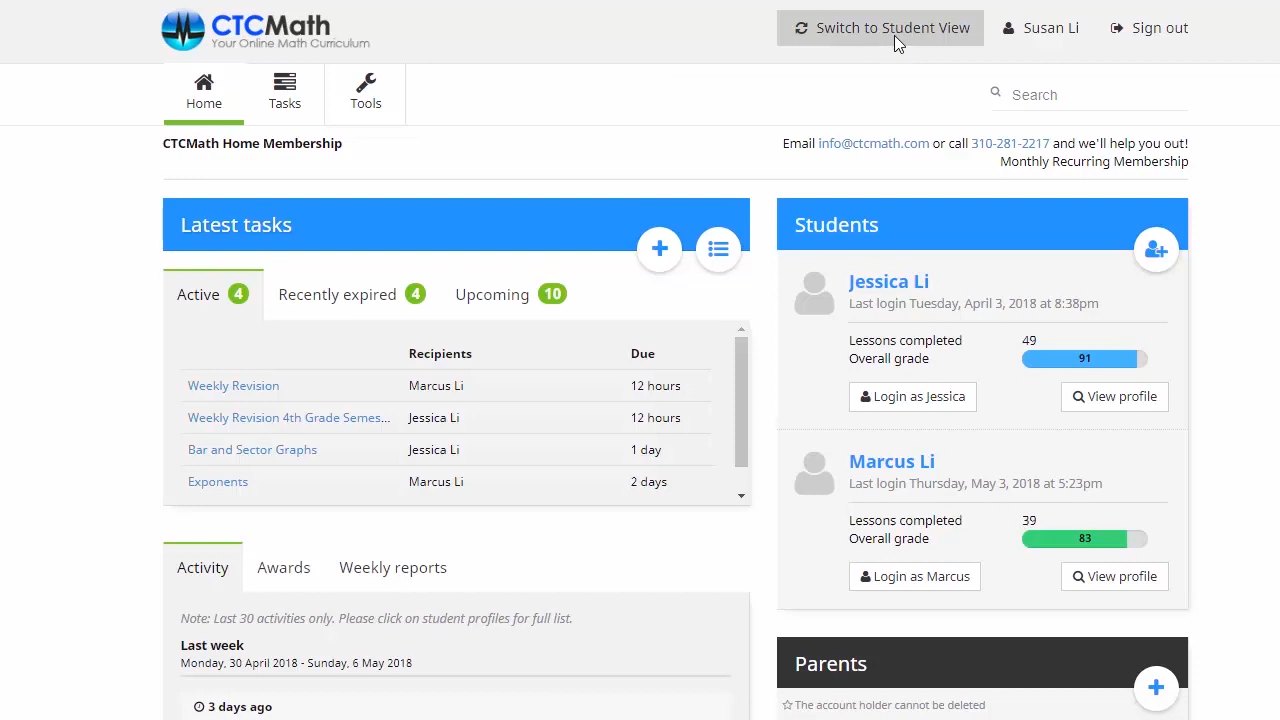 CTCMath
Your Online Math Curriculum
Switch to Student View
Susan Li
Sign out
Home
Tasks
Tools
Search
CTCMath Home Membership
Email info@ctcmath.com or call 310-281-2217 and we'll help you out!
Monthly Recurring Membership
Latest tasks
Active 4
Recently expired 4
Upcoming 10
Recipients Due
Weekly Revision Marcus Li 12 hours
Weekly Revision 4th Grade Semes... Jessica Li 12 hours
Bar and Sector Graphs Jessica Li 1 day
Exponents Marcus Li 2 days
Activity
Awards
Weekly reports
Note: Last 30 activities only. Please click on student profiles for full list.
Last week
Monday, 30 April 2018 - Sunday, 6 May 2018
3 days ago
Students
Jessica Li
Last login Tuesday, April 3, 2018 at 8:38pm
Lessons completed 49
Overall grade 91
Login as Jessica
View profile
Marcus Li
Last login Thursday, May 3, 2018 at 5:23pm
Lessons completed 39
Overall grade 83
Login as Marcus
View profile
Parents
The account holder cannot be deleted